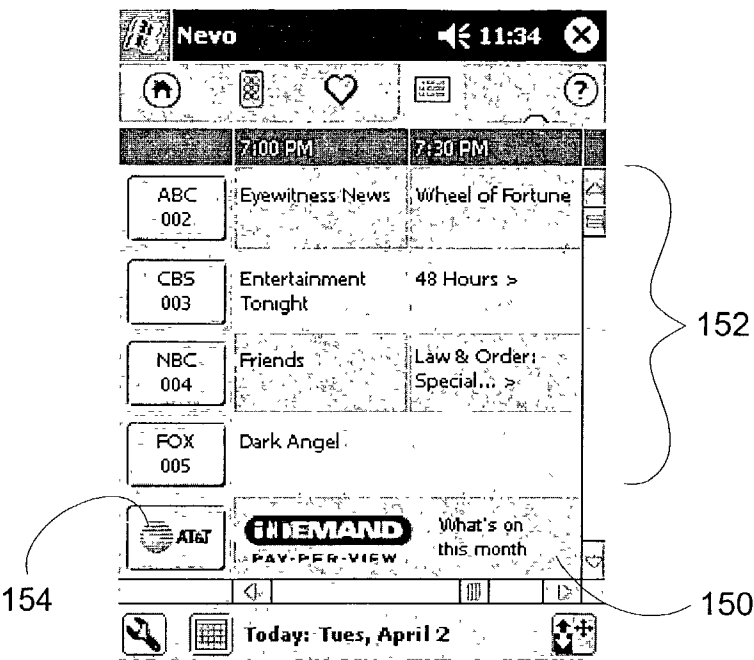 Nevo 11:34
?
7:00 PM 7:30 PM
ABC
002
Eyewitness News
Wheel of Fortune
CBS
003
Entertainment
Tonight
48 Hours >
152
NBC
004
Friends
Law & Order:
Special... >
FOX
005
Dark Angel
AT&T
iN DEMAND
PAY-PER-VIEW
What's on
this month
154
150
Today: Tues, April 2